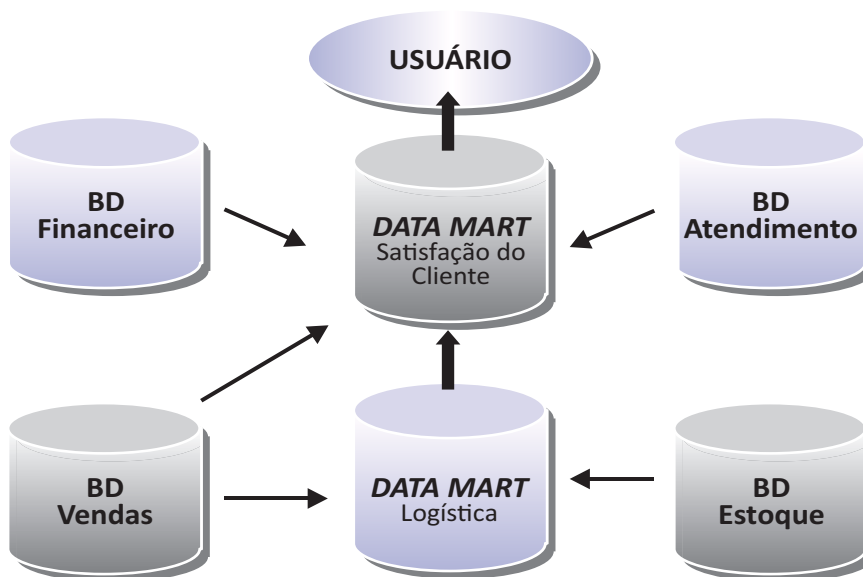 USUÁRIO
BD
Financeiro
DATA MART
Satisfação do
Cliente
BD
Atendimento
BD
Vendas
DATA MART
Logística
BD
Estoque